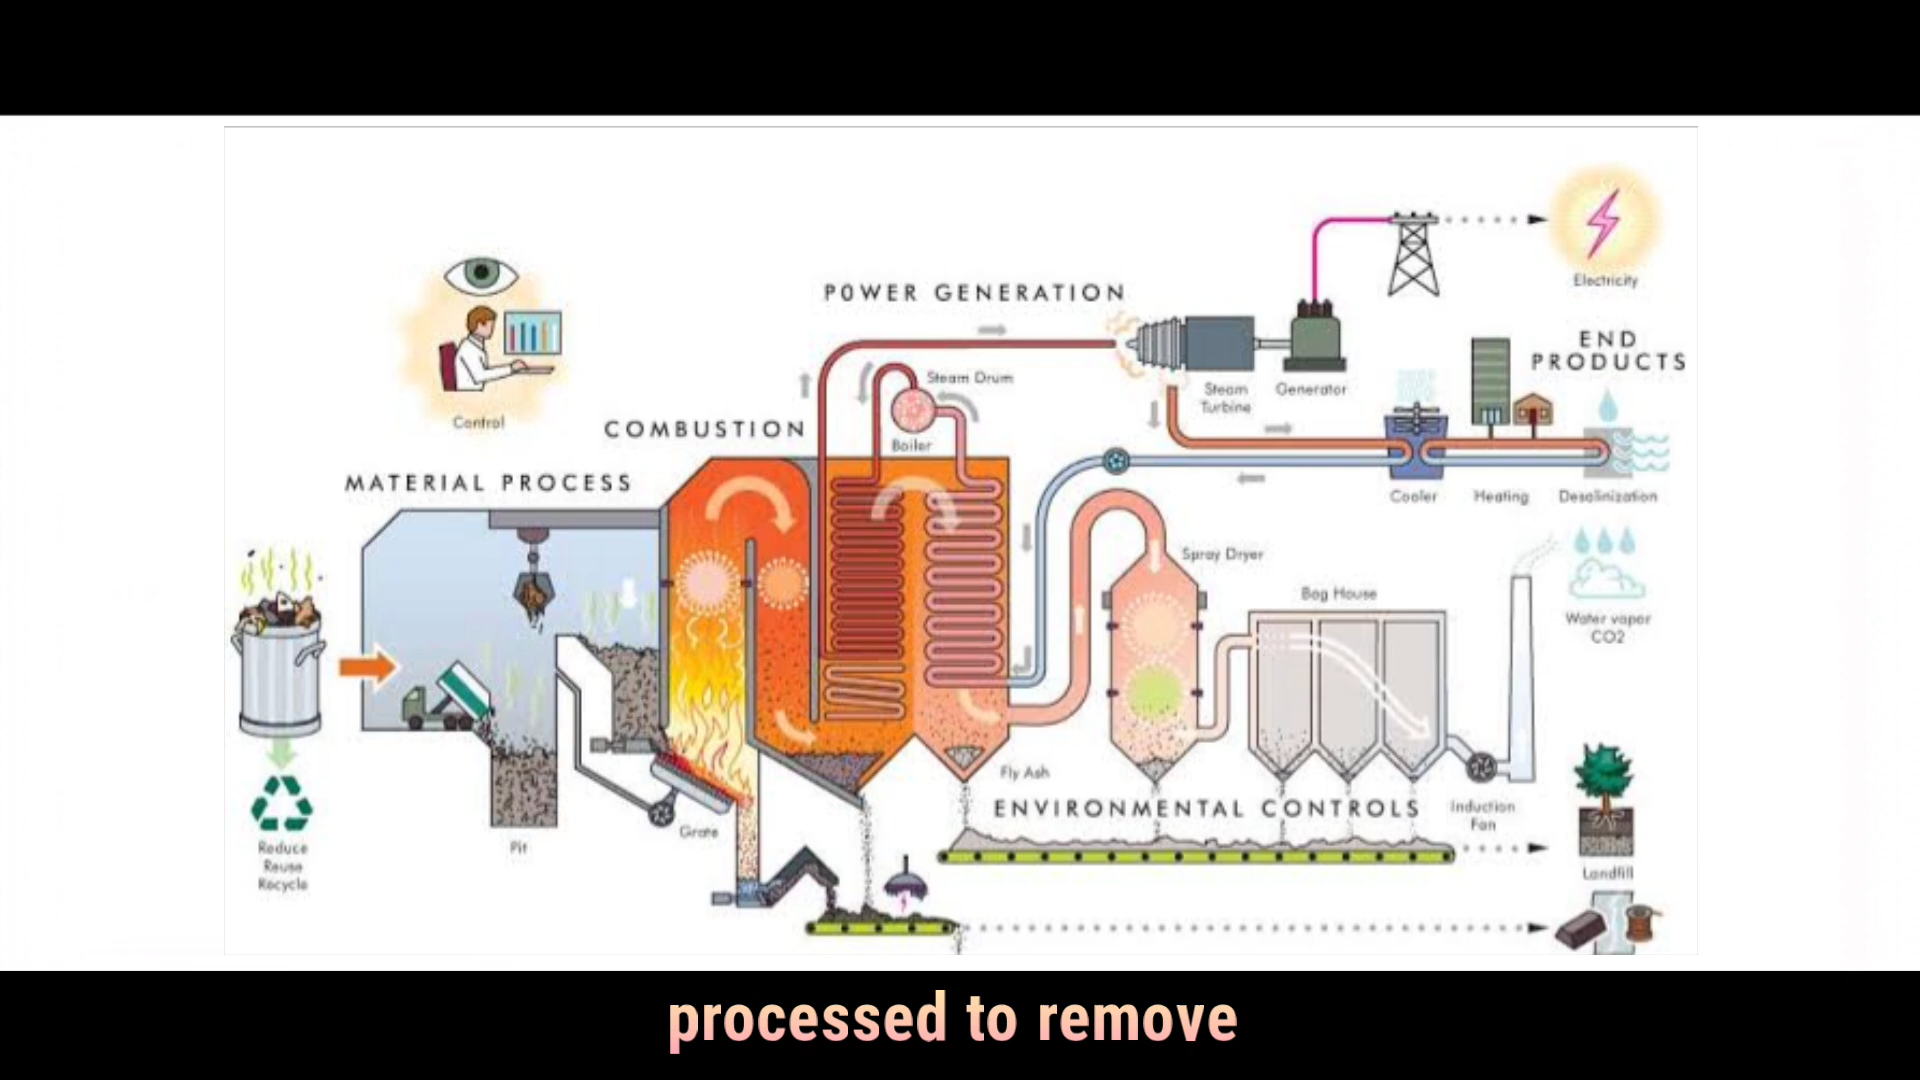 POWER GENERATION
Electricity
END
PRODUCTS
Steam Drum
Steam
Turbine
Generator
Control
COMBUSTION
Boiler
MATERIAL PROCESS
Cooler
Heating
Desalinization
Spray Dryer
Bag House
Water vapor
CO2
Fly Ash
ENVIRONMENTAL CONTROLS
Induction
Fan
Grate
Pit
Reduce
Reuse
Recycle
Landfill
processed to remove